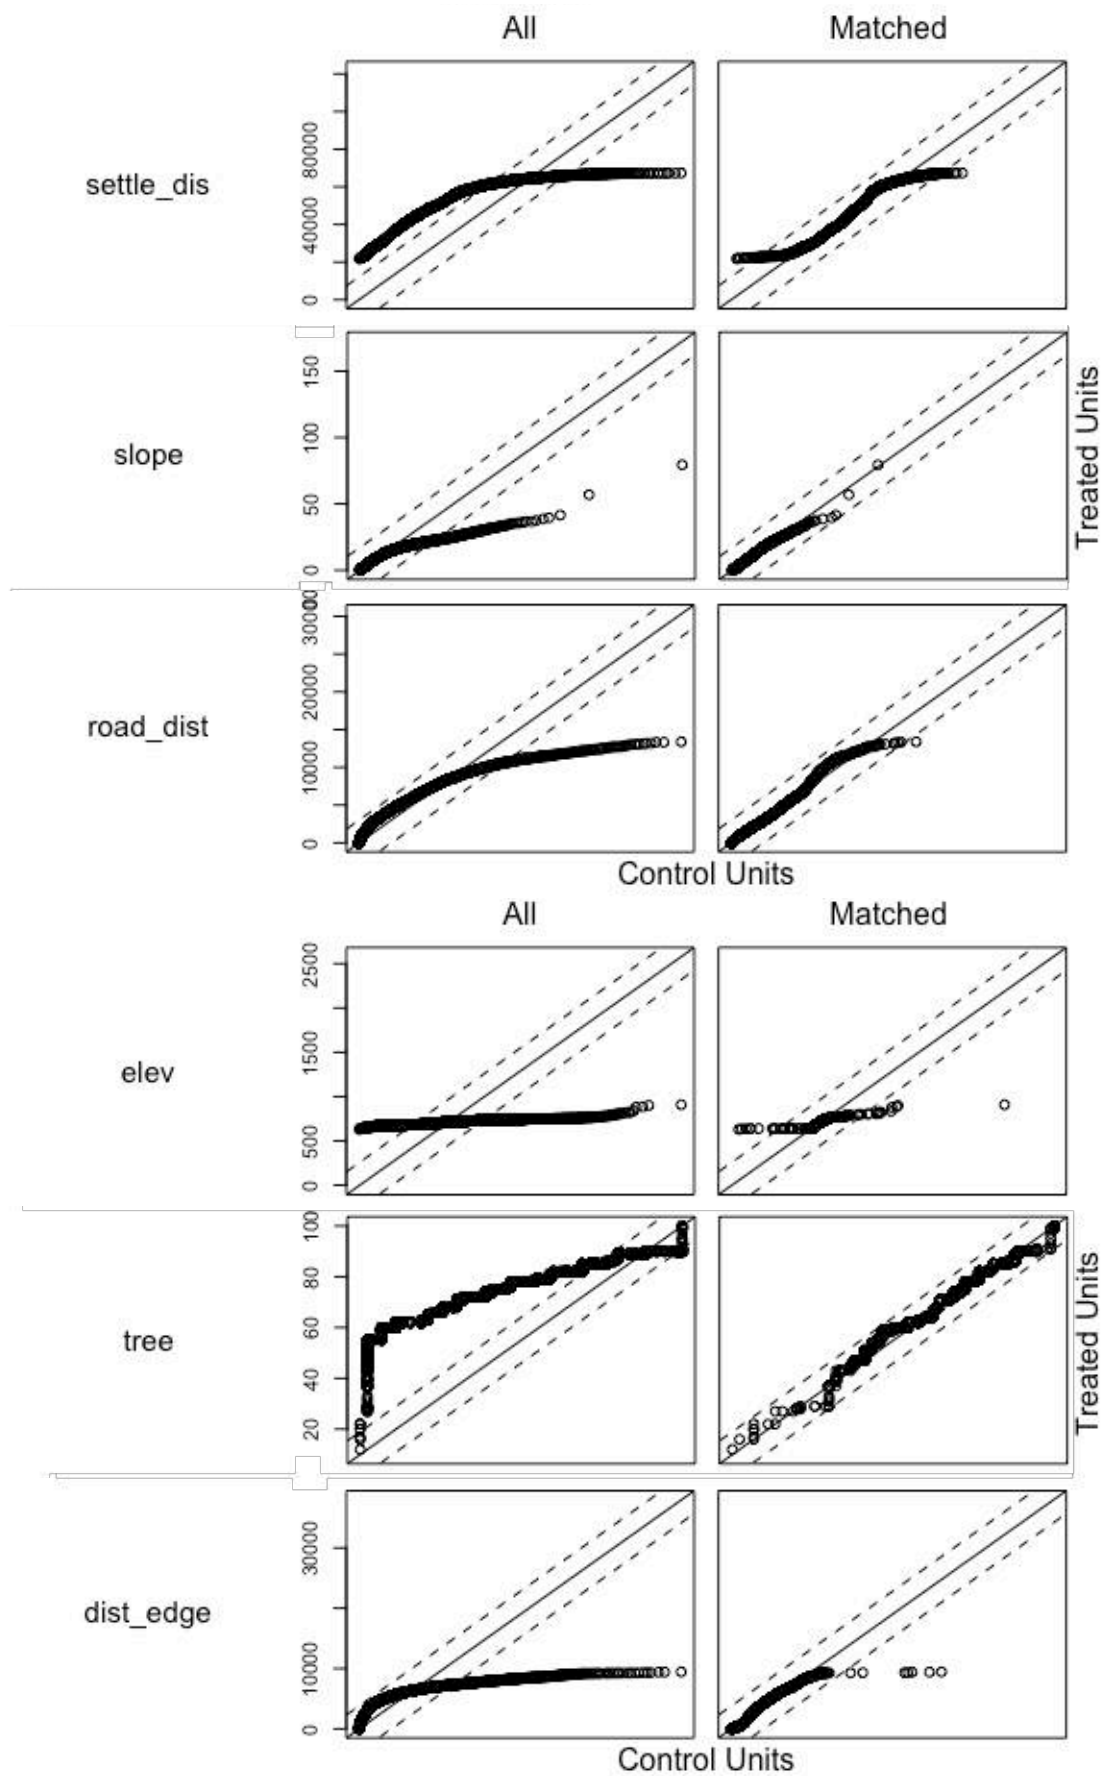 All Matched
settle_dis
0 40000 80000
slope
0 50 100 150
Treated Units
road_dist
0 10000 20000 30000
Control Units
All Matched
elev
0 500 1500 2500
tree
20 40 60 80 100
Treated Units
dist_edge
0 10000 30000
Control Units